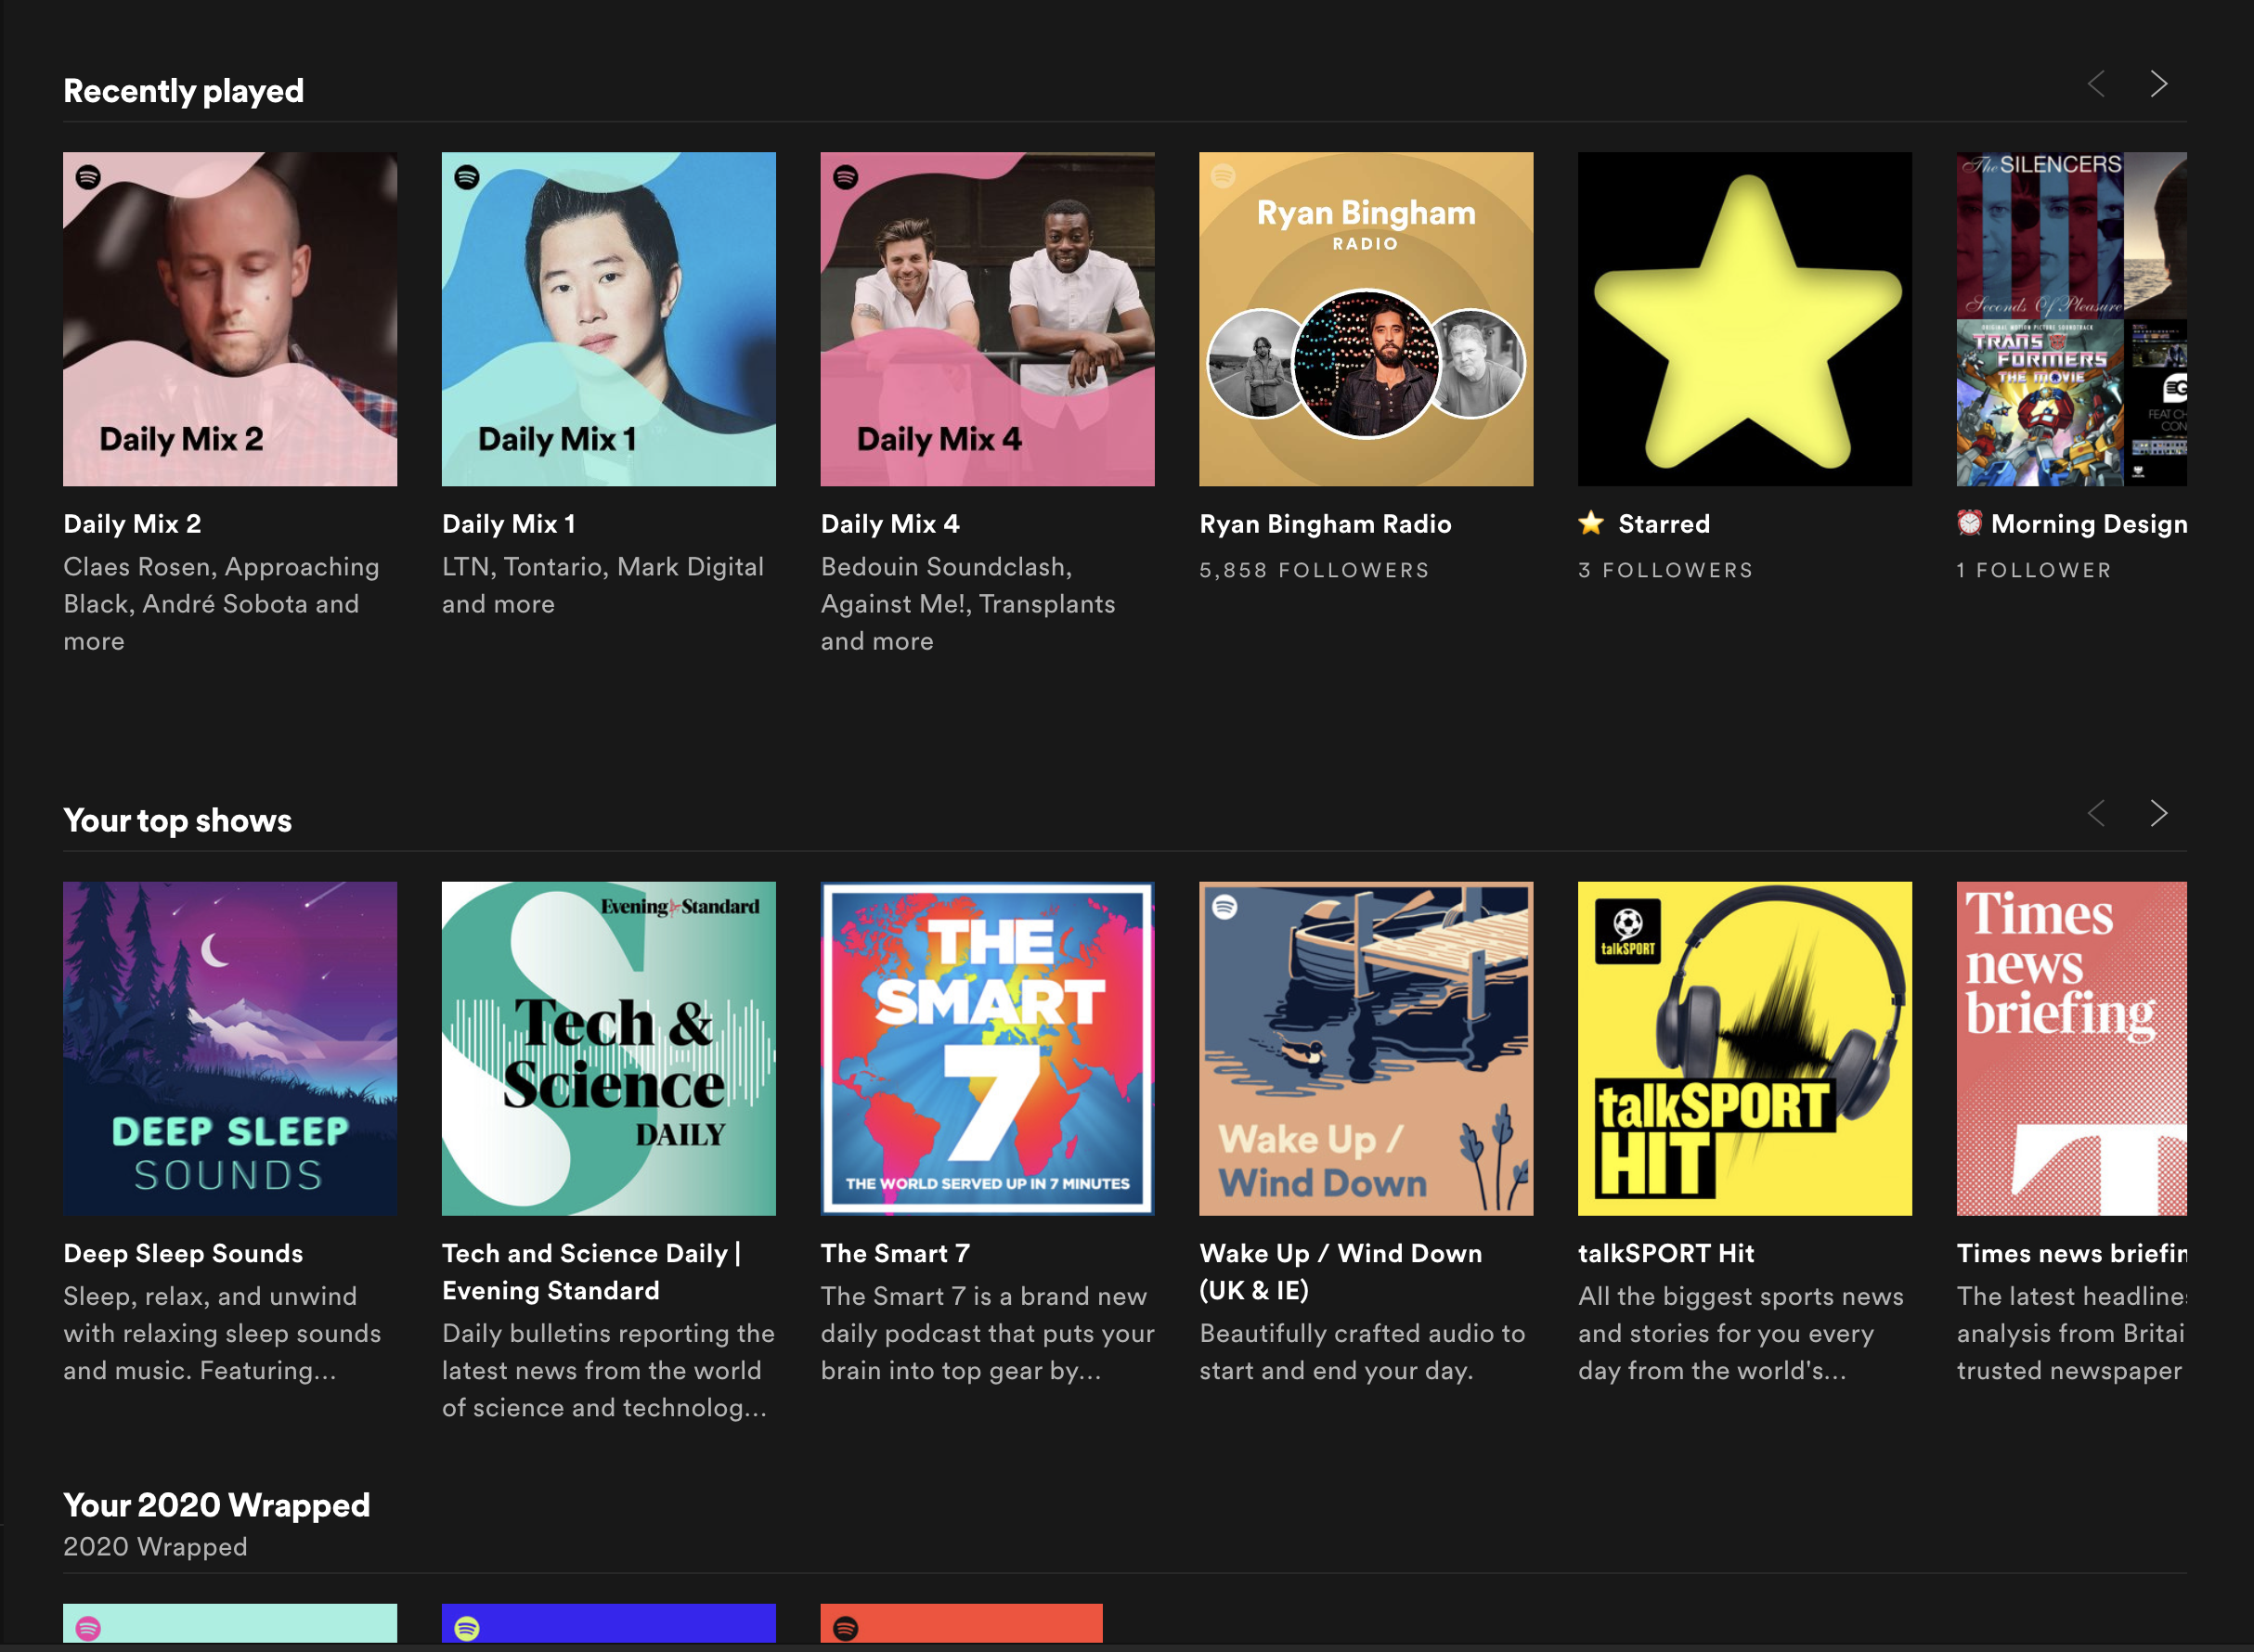 Recently played
Daily Mix 2
Daily Mix 1
Daily Mix 4
Ryan Bingham
RADIO
The SILENCERS
Seconds Of Pleasure
ORIGINAL MOTION PICTURE SOUNDTRACK
TRANSFORMERS
THE MOVIE
Daily Mix 2
Claes Rosen, Approaching
Black, André Sobota and
more
Daily Mix 1
LTN, Tontario, Mark Digital
and more
Daily Mix 4
Bedouin Soundclash,
Against Me!, Transplants
and more
Ryan Bingham Radio
5,858 FOLLOWERS
⭐ Starred
3 FOLLOWERS
⏰ Morning Design
1 FOLLOWER
Your top shows
DEEP SLEEP
SOUNDS
Evening Standard
Tech &
Science
DAILY
THE
SMART
7
THE WORLD SERVED UP IN 7 MINUTES
Wake Up /
Wind Down
talkSPORT
talkSPORT
HIT
Times
news
briefing
Deep Sleep Sounds
Sleep, relax, and unwind
with relaxing sleep sounds
and music. Featuring...
Tech and Science Daily |
Evening Standard
Daily bulletins reporting the
latest news from the world
of science and technolog...
The Smart 7
The Smart 7 is a brand new
daily podcast that puts your
brain into top gear by...
Wake Up / Wind Down
(UK & IE)
Beautifully crafted audio to
start and end your day.
talkSPORT Hit
All the biggest sports news
and stories for you every
day from the world's...
Times news briefin
The latest headlines
analysis from Britai
trusted newspaper
Your 2020 Wrapped
2020 Wrapped